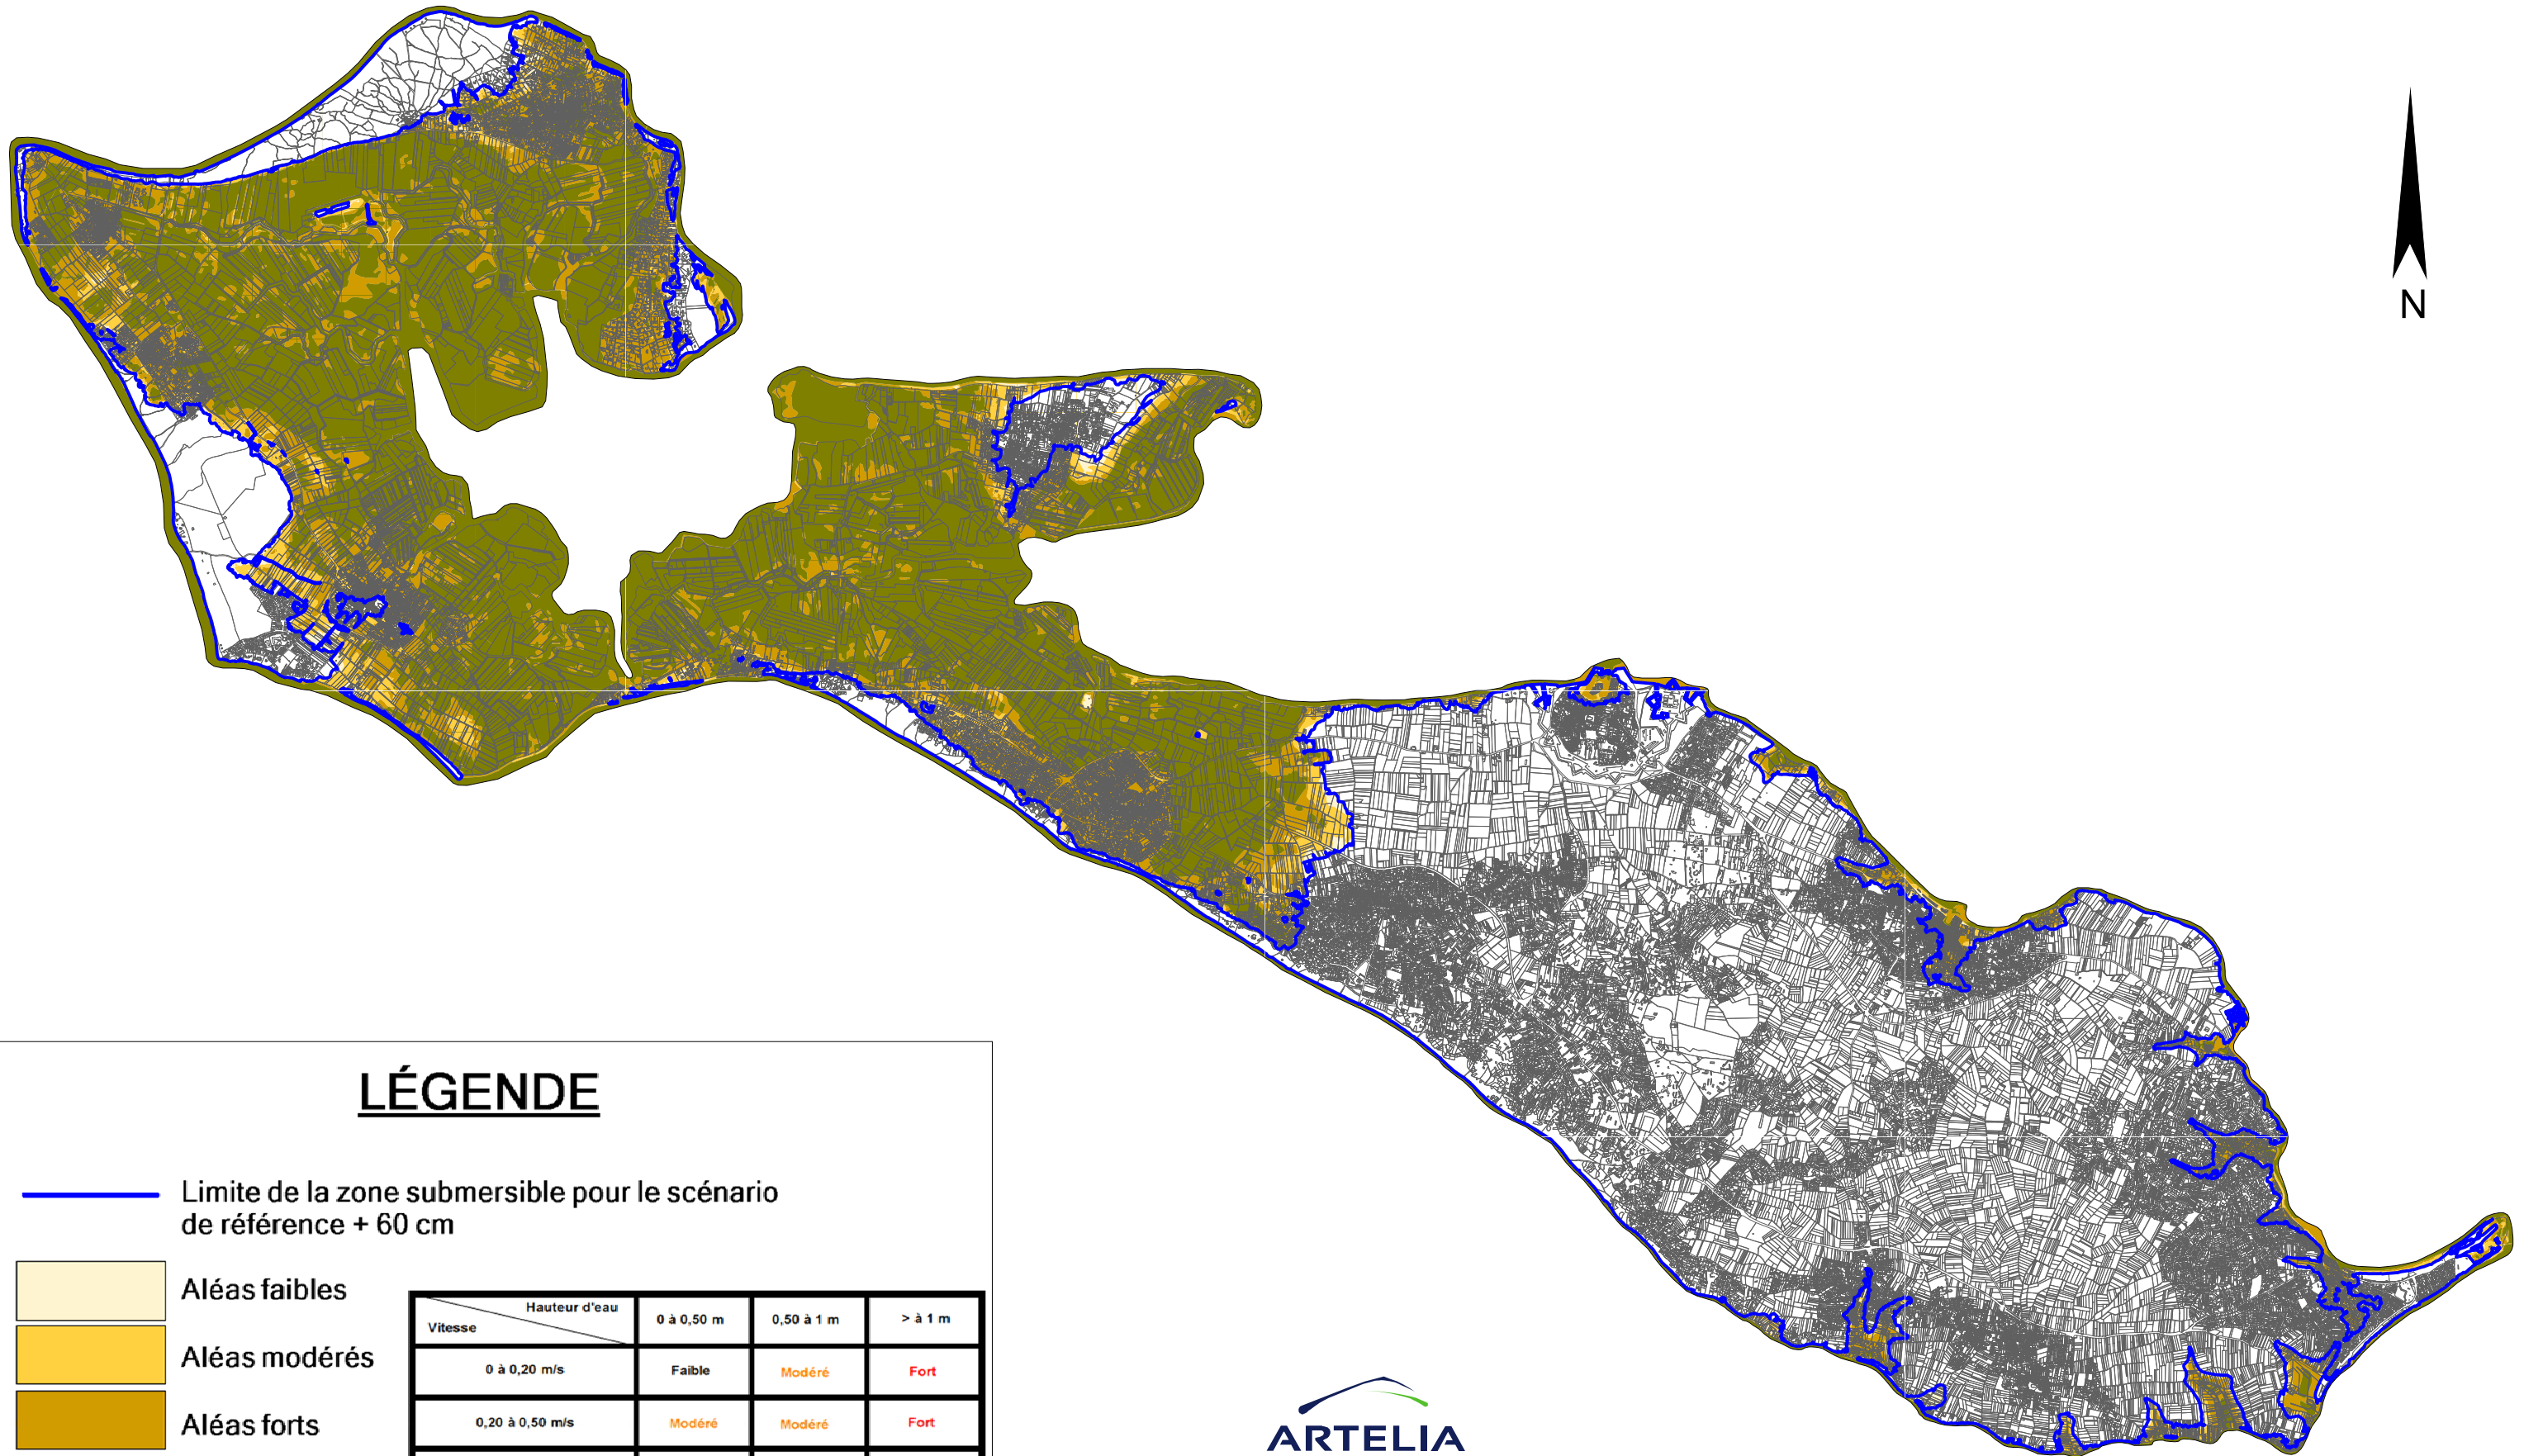 N
LÉGENDE
Limite de la zone submersible pour le scénario
de référence + 60 cm
Aléas faibles
Aléas modérés
Aléas forts
Hauteur d'eau
Vitesse
0 à 0,50 m
0,50 à 1 m
> à 1 m
0 à 0,20 m/s
Faible
Modéré
Fort
0,20 à 0,50 m/s
Modéré
Modéré
Fort
ARTELIA